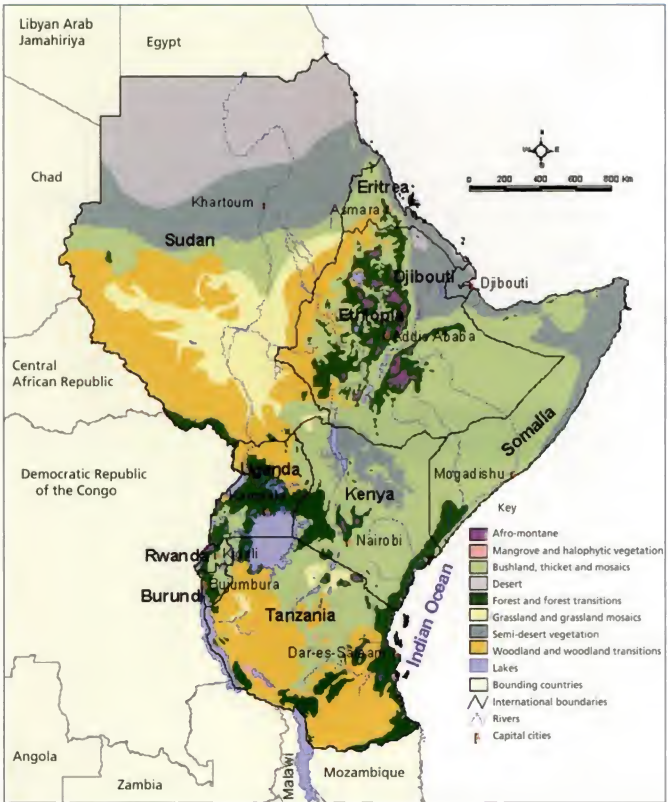 Libyan Arab
Jamahiriya
Egypt
Chad
Khartoum
Eritrea
Asmara
Sudan
Djibouti
Djibouti
Ethiopia
Addis Ababa
Central
African Republic
Somalia
Democratic Republic
of the Congo
Uganda
Kampala
Kenya
Mogadishu
Nairobi
Rwanda
Kigali
Bujumbura
Burundi
Tanzania
Dar-es-Salaam
Indian Ocean
Angola
Zambia
Malawi
Mozambique
N
W E
S
0 200 400 600 800 Km
Key
Afro-montane
Mangrove and halophytic vegetation
Bushland, thicket and mosaics
Desert
Forest and forest transitions
Grassland and grassland mosaics
Semi-desert vegetation
Woodland and woodland transitions
Lakes
Bounding countries
International boundaries
Rivers
Capital cities